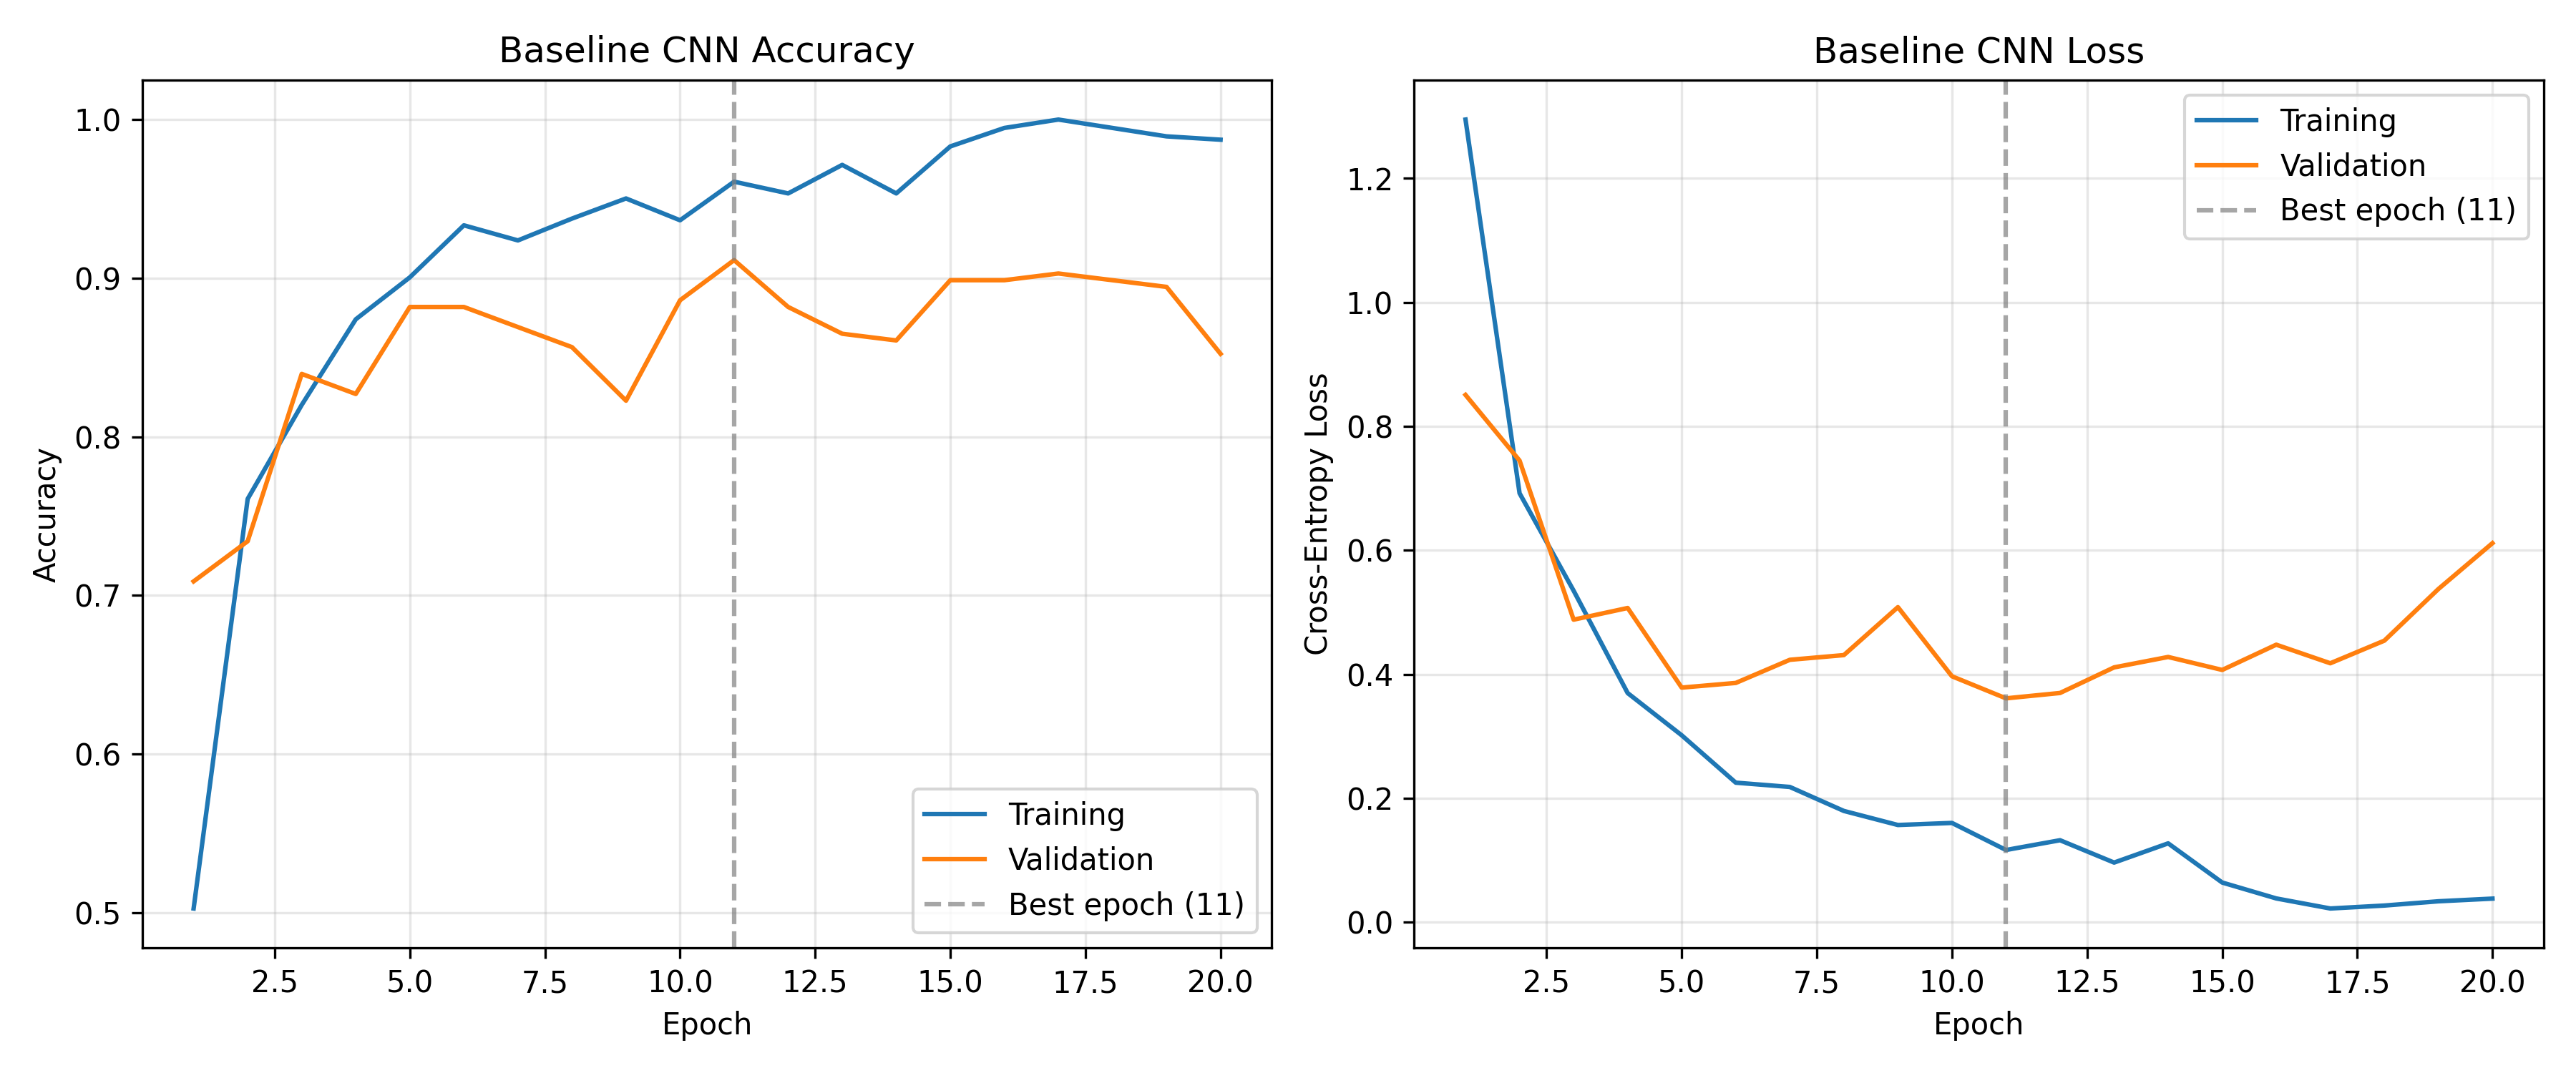 Baseline CNN Accuracy
Accuracy
1.0
0.9
0.8
0.7
0.6
0.5
2.5 5.0 7.5 10.0 12.5 15.0 17.5 20.0
Epoch
Training
Validation
Best epoch (11)
Baseline CNN Loss
Cross-Entropy Loss
1.2
1.0
0.8
0.6
0.4
0.2
0.0
2.5 5.0 7.5 10.0 12.5 15.0 17.5 20.0
Epoch
Training
Validation
Best epoch (11)